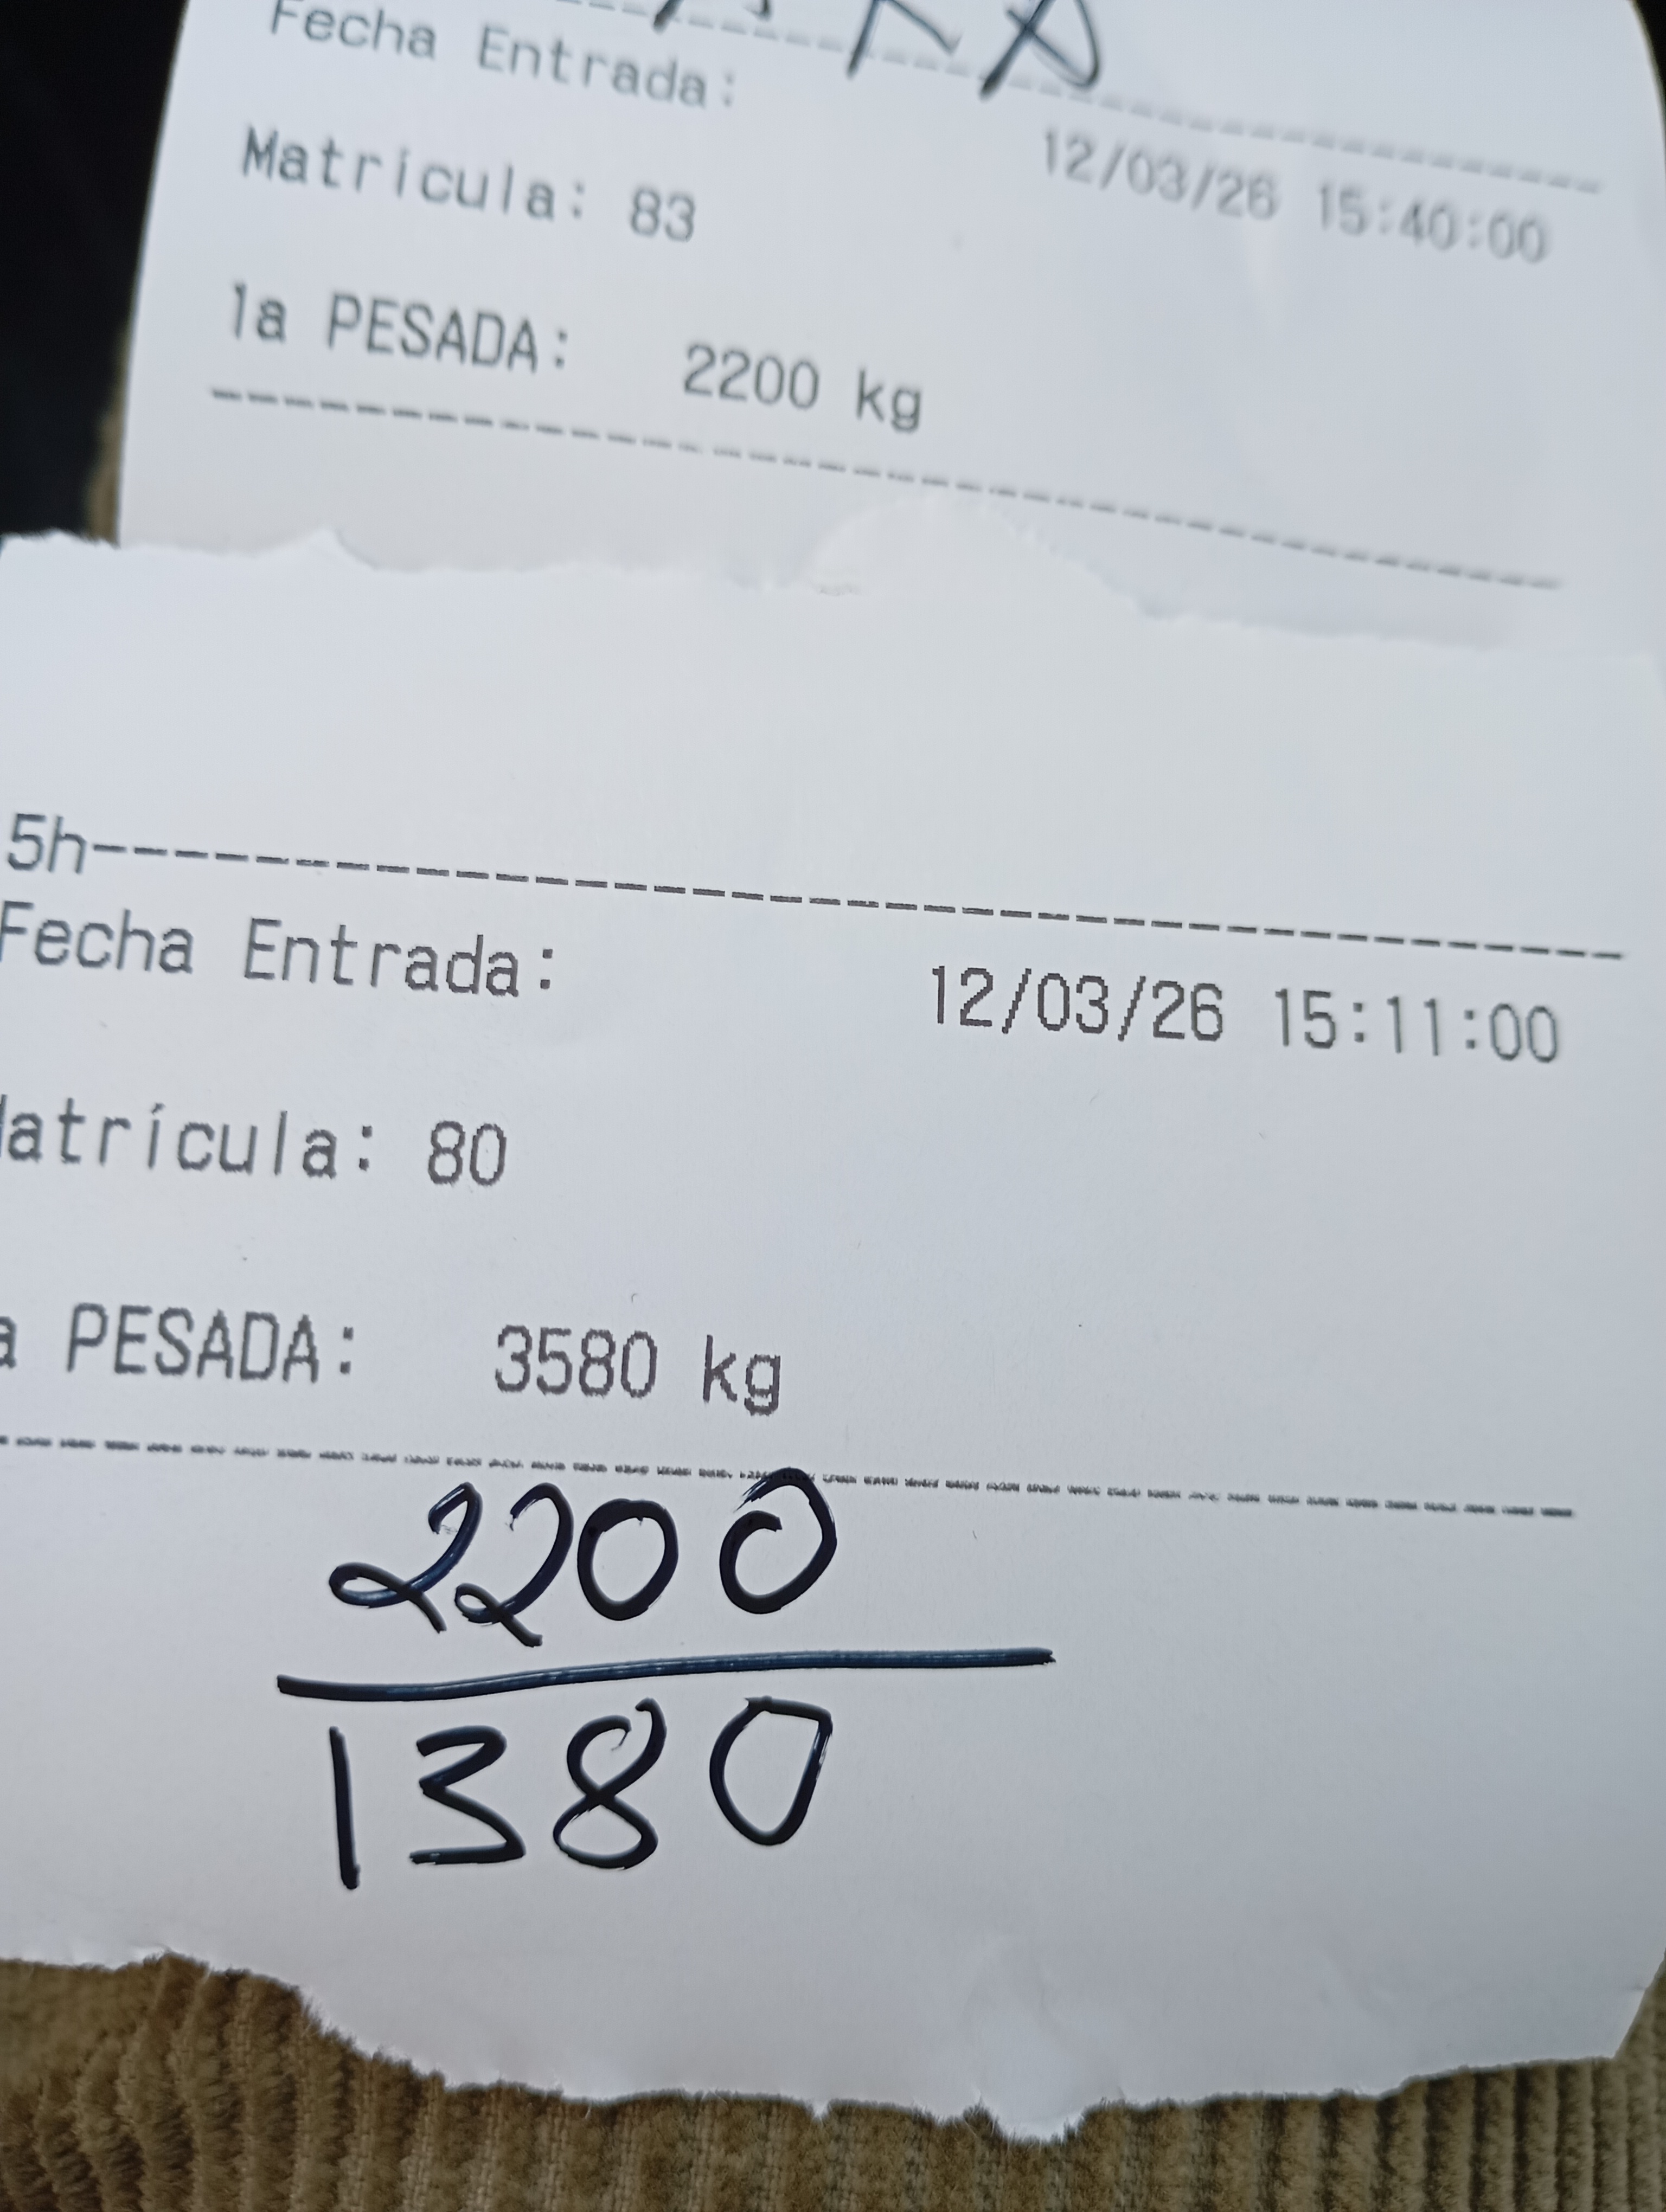 Fecha Entrada:
12/03/26 15:40:00
Matrícula: 83
1a PESADA: 2200 kg
5h
Fecha Entrada: 12/03/26 15:11:00
atrícula: 80
a PESADA: 3580 kg
2200
1380